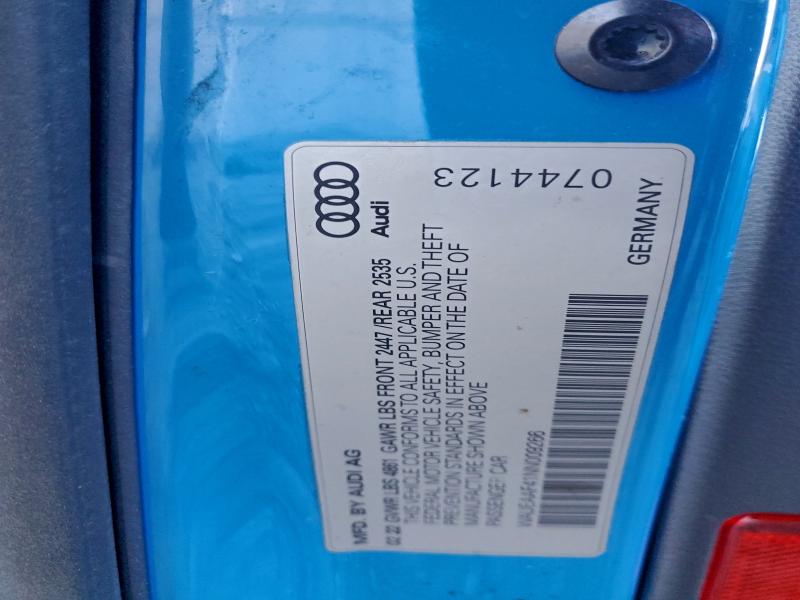 Audi
MFD. BY AUDI AG
02 22 GVWR LBS 4861 GAWR LBS FRONT 2447 /REAR 2535
THIS VEHICLE CONFORMS TO ALL APPLICABLE U.S.
FEDERAL MOTOR VEHICLE SAFETY, BUMPER AND THEFT
PREVENTION STANDARDS IN EFFECT ON THE DATE OF
MANUFACTURE SHOWN ABOVE
PASSENGER CAR
GERMANY
0744123